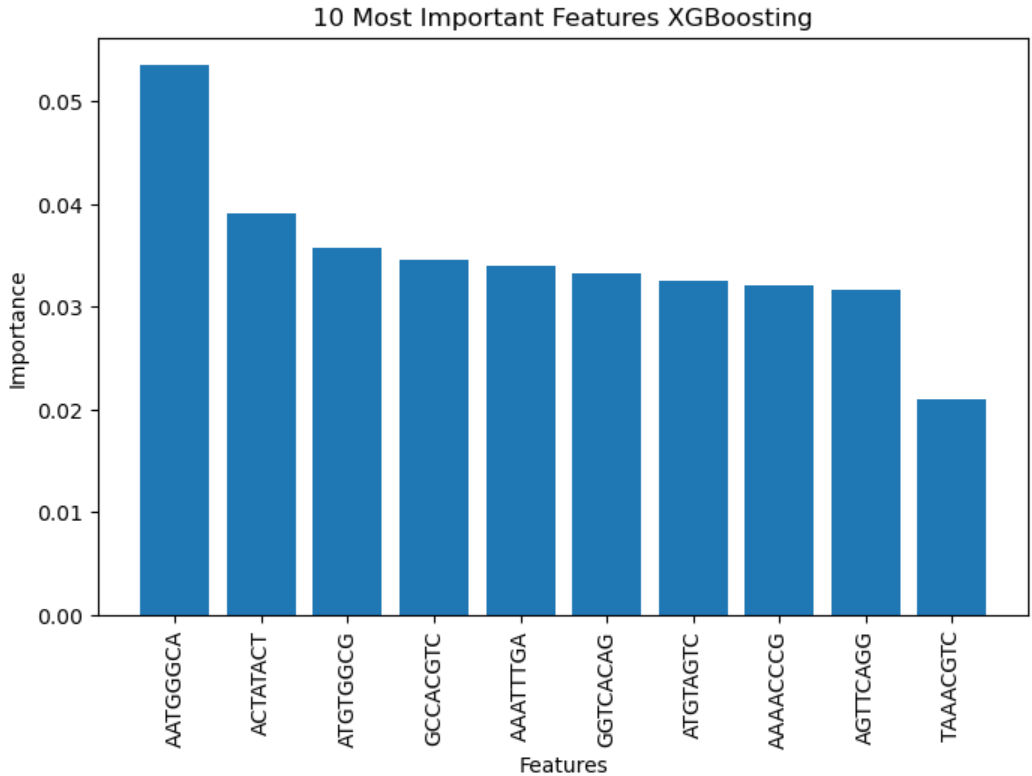 10 Most Important Features XGBoosting
0.05
0.04
0.03
0.02
0.01
0.00
Importance
AATGGGCA
ACTATACT
ATGTGGCG
GCCACGTC
AAATTTGA
GGTCACAG
ATGTAGTC
AAAACCCG
AGTTCAGG
TAAACGTC
Features